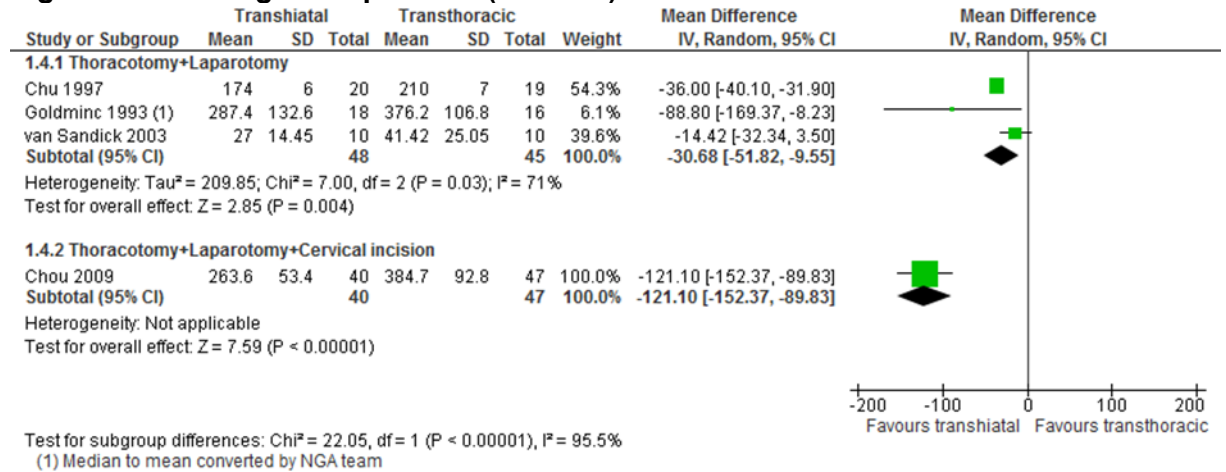 Transhiatal Transthoracic Mean Difference Mean Difference
Study or Subgroup Mean SD Total Mean SD Total Weight IV, Random, 95% CI IV, Random, 95% CI
1.4.1 Thoracotomy+Laparotomy
Chu 1997 174 6 20 210 7 19 54.3% -36.00 [-40.10, -31.90]
Goldminc 1993 (1) 287.4 132.6 18 376.2 106.8 16 6.1% -88.80 [-169.37, -8.23]
van Sandick 2003 27 14.45 10 41.42 25.05 10 39.6% -14.42 [-32.34, 3.50]
Subtotal (95% CI) 48 45 100.0% -30.68 [-51.82, -9.55]
Heterogeneity: Tau² = 209.85; Chi² = 7.00, df = 2 (P = 0.03); I² = 71%
Test for overall effect: Z = 2.85 (P = 0.004)
1.4.2 Thoracotomy+Laparotomy+Cervical incision
Chou 2009 263.6 53.4 40 384.7 92.8 47 100.0% -121.10 [-152.37, -89.83]
Subtotal (95% CI) 40 47 100.0% -121.10 [-152.37, -89.83]
Heterogeneity: Not applicable
Test for overall effect: Z = 7.59 (P < 0.00001)
-200 -100 0 100 200
Favours transhiatal Favours transthoracic
Test for subgroup differences: Chi² = 22.05, df = 1 (P < 0.00001), I² = 95.5%
(1) Median to mean converted by NGA team